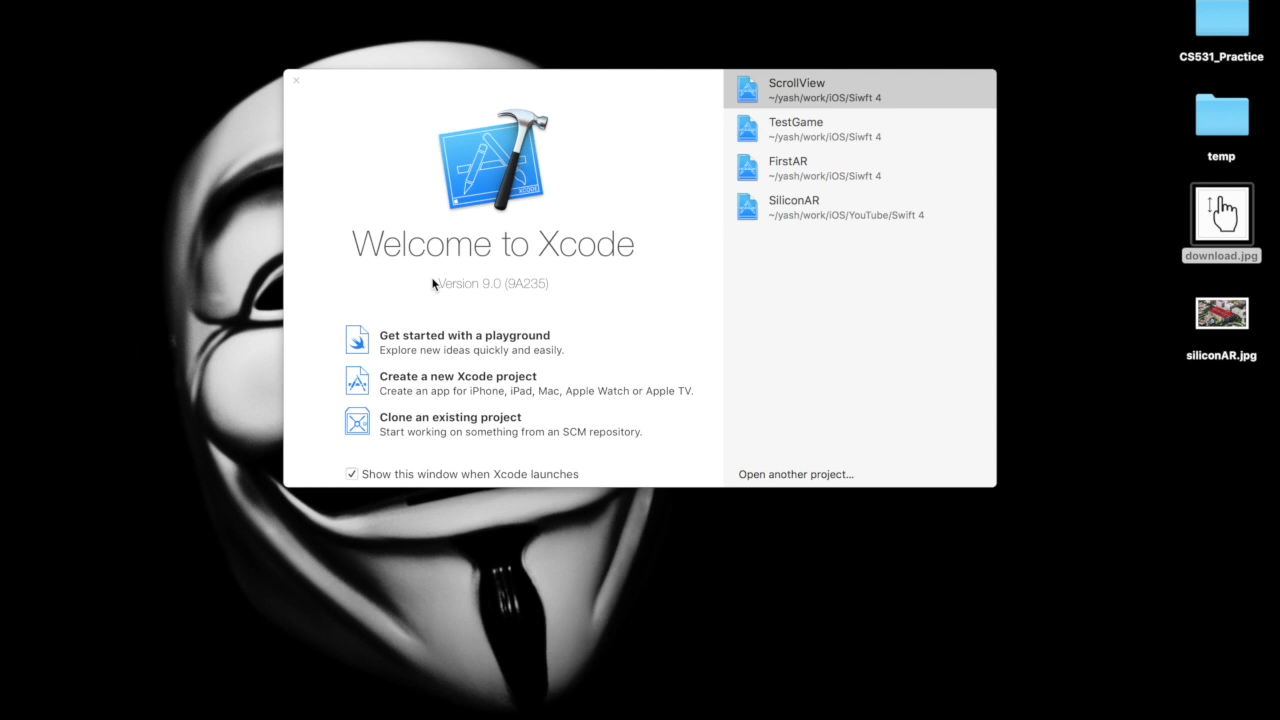 Welcome to Xcode
Version 9.0 (9A235)
Get started with a playground
Explore new ideas quickly and easily.
Create a new Xcode project
Create an app for iPhone, iPad, Mac, Apple Watch or Apple TV.
Clone an existing project
Start working on something from an SCM repository.
Show this window when Xcode launches
ScrollView
~/yash/work/iOS/Siwft 4
TestGame
~/yash/work/iOS/Siwft 4
FirstAR
~/yash/work/iOS/Siwft 4
SiliconAR
~/yash/work/iOS/YouTube/Swift 4
Open another project...
CS531_Practice
temp
download.jpg
siliconAR.jpg
XCODE